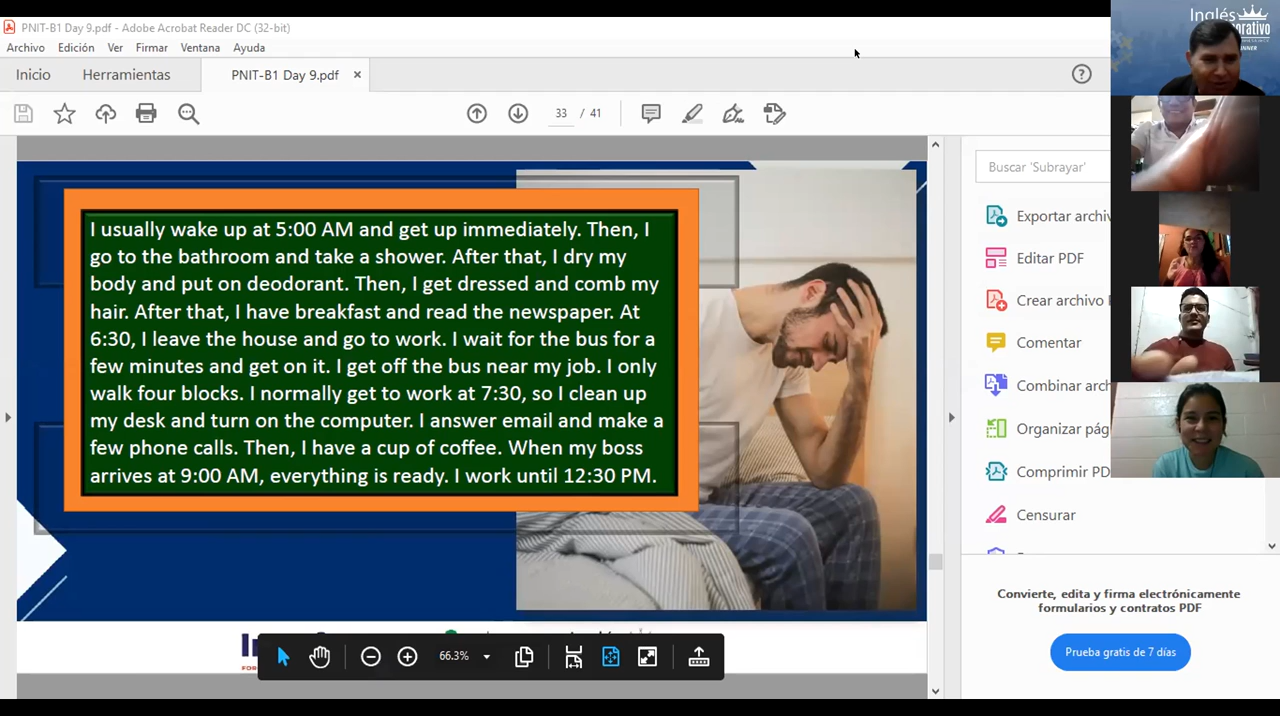 PNIT-B1 Day 9.pdf - Adobe Acrobat Reader DC (32-bit)
Archivo Edición Ver Firmar Ventana Ayuda
Inicio Herramientas PNIT-B1 Day 9.pdf
33 / 41
I usually wake up at 5:00 AM and get up immediately. Then, I
go to the bathroom and take a shower. After that, I dry my
body and put on deodorant. Then, I get dressed and comb my
hair. After that, I have breakfast and read the newspaper. At
6:30, I leave the house and go to work. I wait for the bus for a
few minutes and get on it. I get off the bus near my job. I only
walk four blocks. I normally get to work at 7:30, so I clean up
my desk and turn on the computer. I answer email and make a
few phone calls. Then, I have a cup of coffee. When my boss
arrives at 9:00 AM, everything is ready. I work until 12:30 PM.
66.3%
Buscar 'Subrayar'
Exportar archiv
Editar PDF
Crear archivo
Comentar
Combinar arch
Organizar pág
Comprimir PD
Censurar
Convierte, edita y firma electrónicamente
formularios y contratos PDF
Prueba gratis de 7 días
Inglés